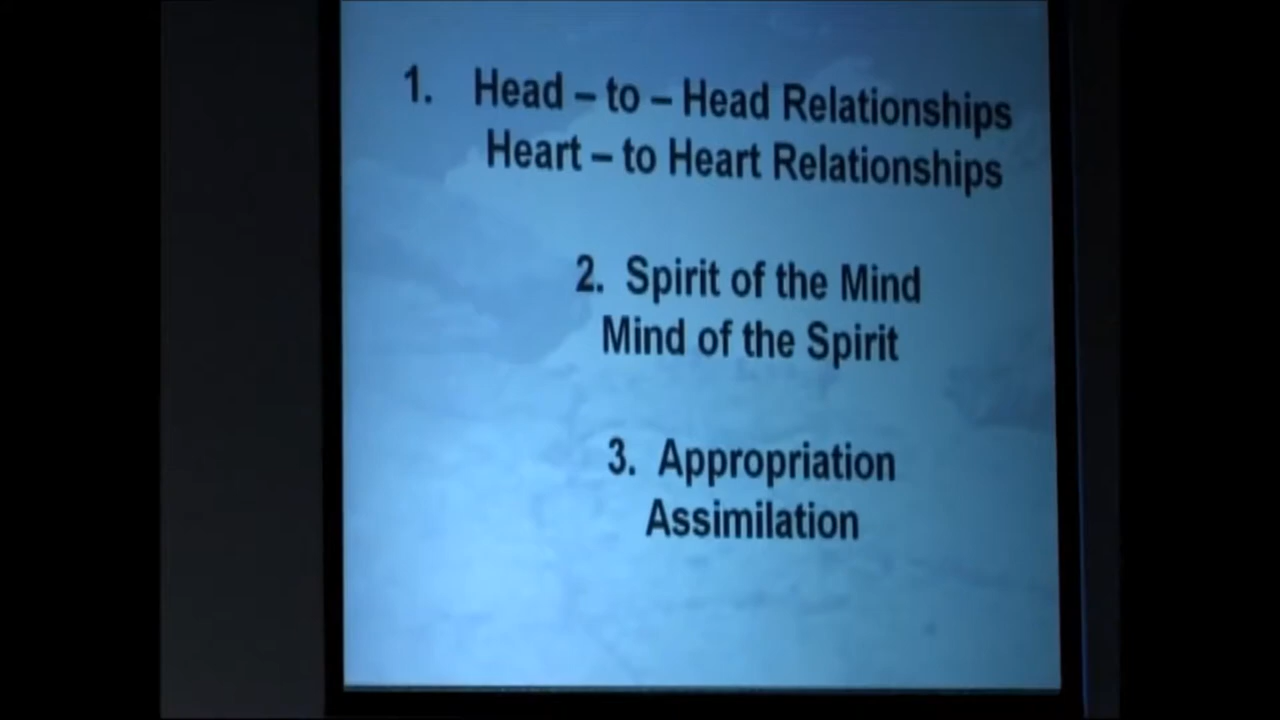 1. Head – to – Head Relationships
Heart – to Heart Relationships
2. Spirit of the Mind
Mind of the Spirit
3. Appropriation
Assimilation